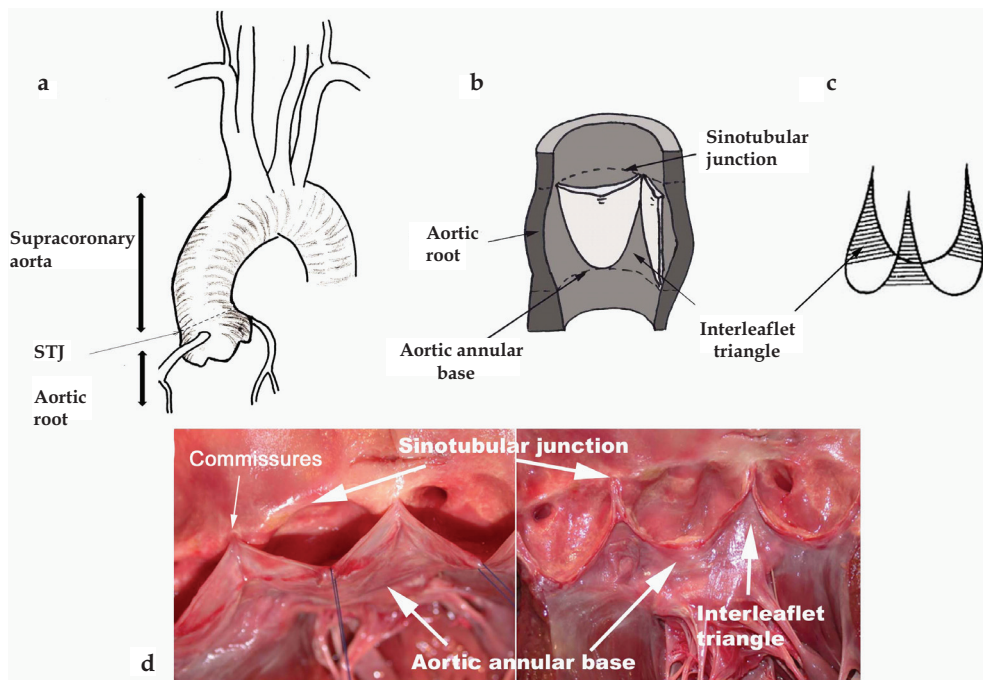 a
Supracoronary
aorta
STJ
Aortic
root
b
Sinotubular
junction
Aortic
root
Aortic annular
base
Interleaflet
triangle
c
Commissures
Sinotubular junction
Aortic annular base
Interleaflet
triangle
d